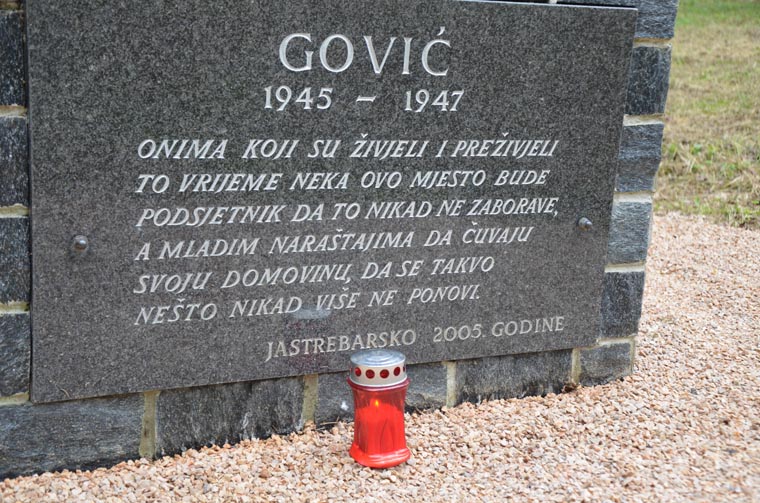 GOVIĆ
1945 – 1947
ONIMA KOJI SU ŽIVJELI I PREŽIVJELI
TO VRIJEME NEKA OVO MJESTO BUDE
PODSJETNIK DA TO NIKAD NE ZABORAVE,
A MLADIM NARAŠTAJIMA DA ČUVAJU
SVOJU DOMOVINU, DA SE TAKVO
NEŠTO NIKAD VIŠE NE PONOVI.
JASTREBARSKO 2005. GODINE